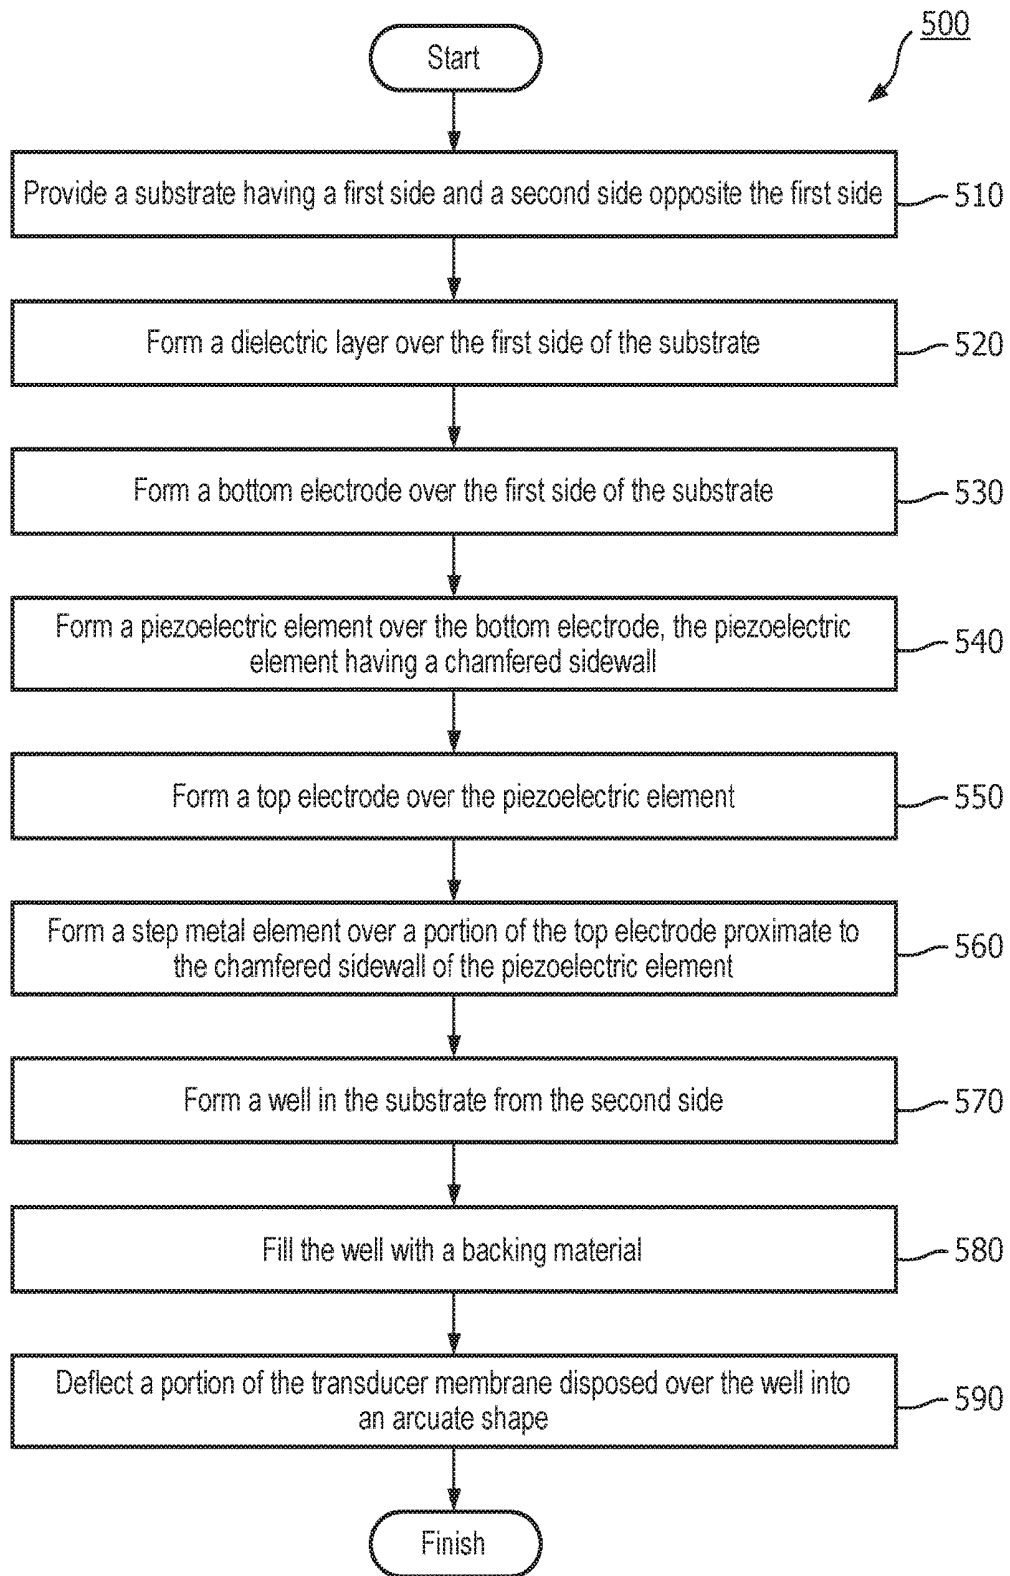 500
Start
Provide a substrate having a first side and a second side opposite the first side
510
Form a dielectric layer over the first side of the substrate
520
Form a bottom electrode over the first side of the substrate
530
Form a piezoelectric element over the bottom electrode, the piezoelectric
element having a chamfered sidewall
540
Form a top electrode over the piezoelectric element
550
Form a step metal element over a portion of the top electrode proximate to
the chamfered sidewall of the piezoelectric element
560
Form a well in the substrate from the second side
570
Fill the well with a backing material
580
Deflect a portion of the transducer membrane disposed over the well into
an arcuate shape
590
Finish